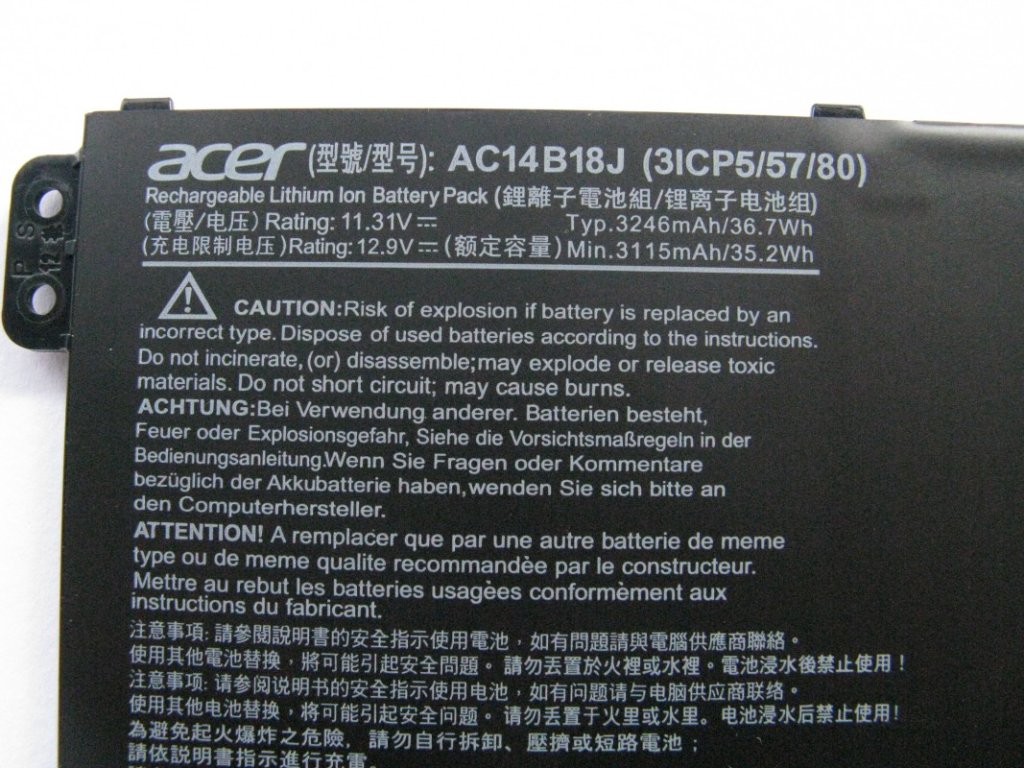 acer (型號/型号): AC14B18J (3ICP5/57/80)
Rechargeable Lithium Ion Battery Pack (鋰離子電池組/锂离子电池组)
(電壓/电压) Rating: 11.31V⎓ Typ.3246mAh/36.7Wh
(充电限制电压)Rating: 12.9V⎓ (额定容量)Min.3115mAh/35.2Wh
CAUTION:Risk of explosion if battery is replaced by an
incorrect type. Dispose of used batteries according to the instructions.
Do not incinerate,(or) disassemble;may explode or release toxic
materials. Do not short circuit; may cause burns.
ACHTUNG:Bei Verwendung anderer. Batterien besteht,
Feuer oder Explosionsgefahr, Siehe die Vorsichtsmaßregeln in der
Bedienungsanleitung.Wenn Sie Fragen oder Kommentare
bezüglich der Akkubatterie haben,wenden Sie sich bitte an
den Computerhersteller.
ATTENTION! A remplacer que par une autre batterie de meme
type ou de meme qualite recommandèe par le constructeur.
Mettre au rebut les batteries usagèes conformèment aux
instructions du fabricant.
注意事項: 請參閱說明書的安全指示使用電池，如有問題請與電腦供應商聯絡。
使用其他電池替換，將可能引起安全問題。請勿丟置於火裡或水裡。電池浸水後禁止使用！
注意事项: 请参阅说明书的安全指示使用电池，如有问题请与电脑供应商联络。
使用其他电池替换，将可能引起安全问题。请勿丢置于火里或水里。电池浸水后禁止使用!
為避免起火爆炸之危險，請勿自行拆卸、壓擠或短路電池；
請依說明書指示進行充電。
P S